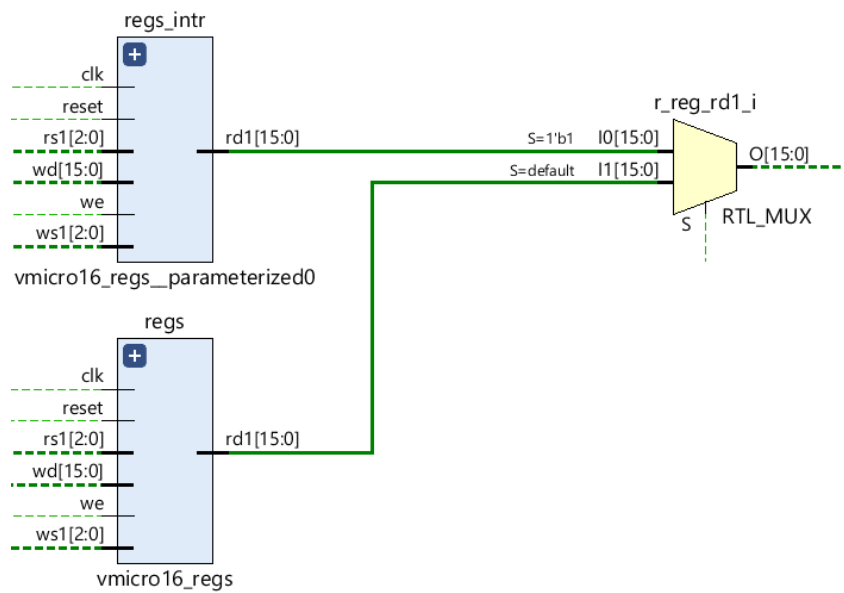 regs_intr
clk
reset
rs1[2:0]
wd[15:0]
we
ws1[2:0]
rd1[15:0]
vmicro16_regs__parameterized0
regs
clk
reset
rs1[2:0]
wd[15:0]
we
ws1[2:0]
rd1[15:0]
vmicro16_regs
r_reg_rd1_i
S=1'b1 I0[15:0]
S=default I1[15:0]
O[15:0]
S
RTL_MUX